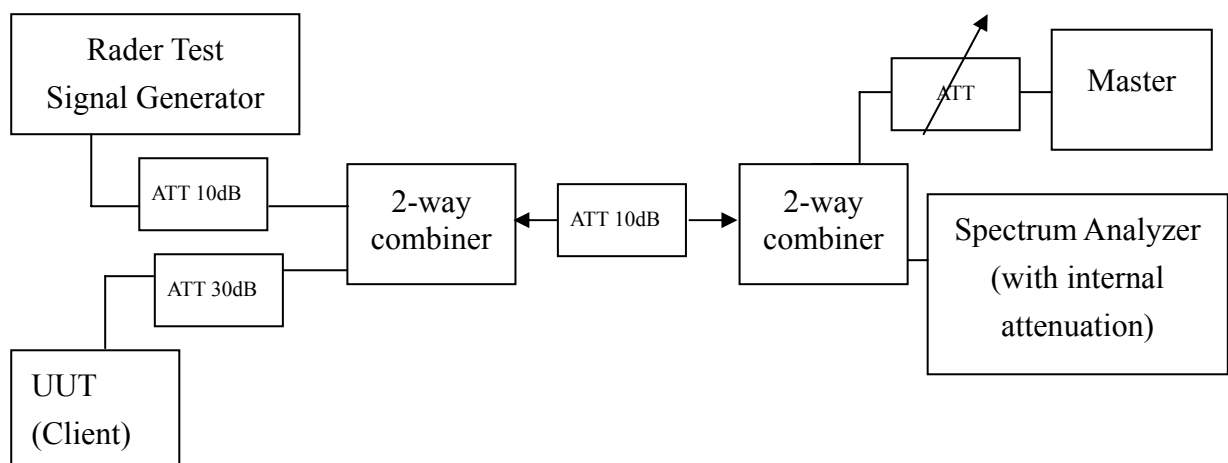 Rader Test
Signal Generator
ATT 10dB
ATT 30dB
UUT
(Client)
2-way
combiner
ATT 10dB
2-way
combiner
ATT
Master
Spectrum Analyzer
(with internal
attenuation)